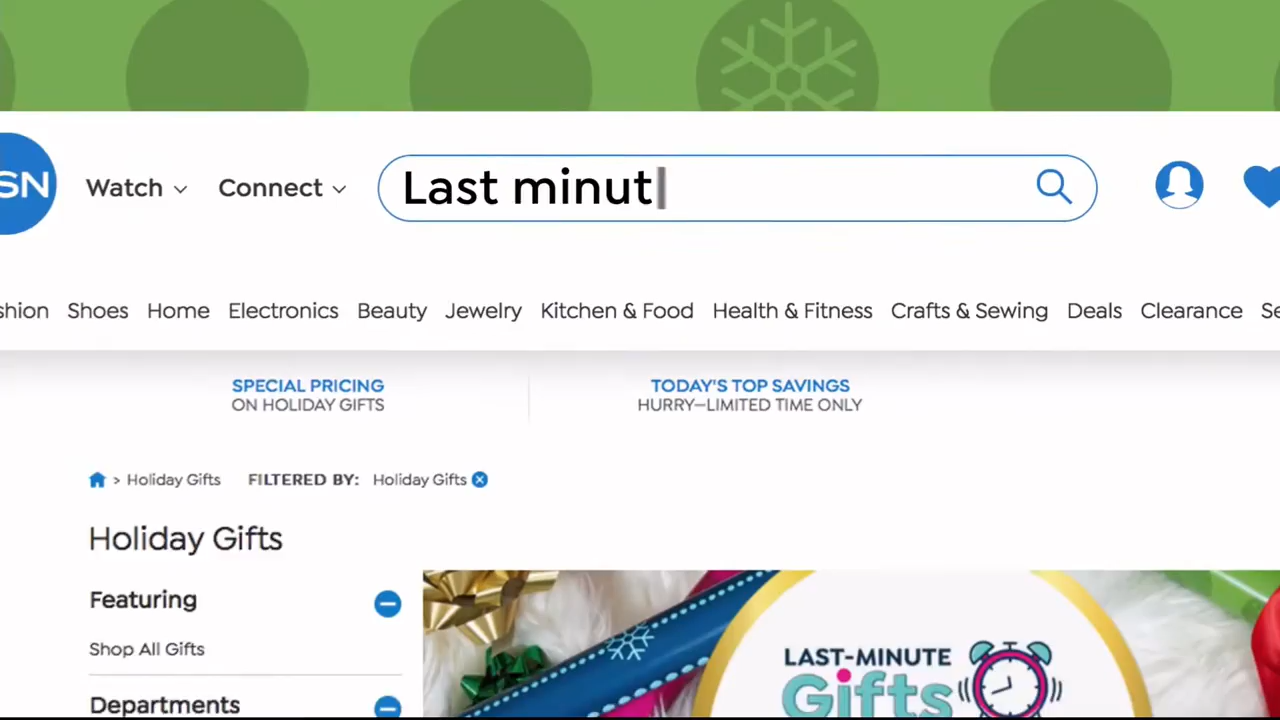 SN Watch Connect Last minut
shion Shoes Home Electronics Beauty Jewelry Kitchen & Food Health & Fitness Crafts & Sewing Deals Clearance Se
SPECIAL PRICING
ON HOLIDAY GIFTS
TODAY'S TOP SAVINGS
HURRY—LIMITED TIME ONLY
> Holiday Gifts FILTERED BY: Holiday Gifts
Holiday Gifts
Featuring
Shop All Gifts
Departments
LAST-MINUTE
Gifts